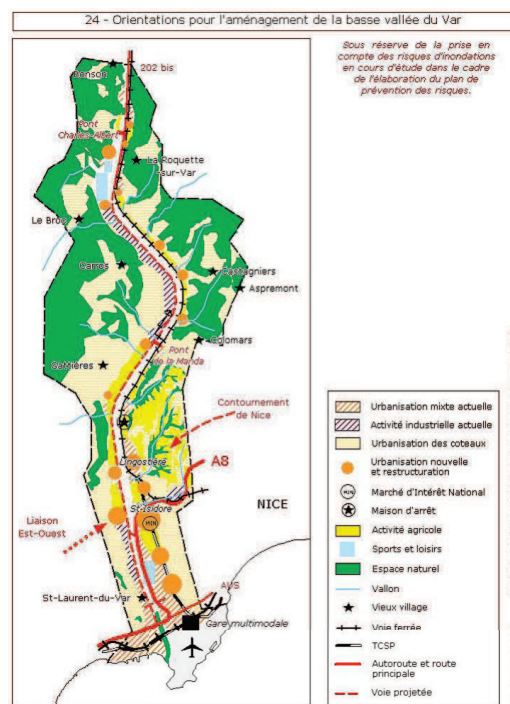 24 - Orientations pour l'aménagement de la basse vallée du Var
Sous réserve de la prise en
compte des risques d'inondations
en cours d'étude dans le cadre
de l'élaboration du plan de
prévention des risques.
Bonson
202 bis
Pont
Charles-Albert
La Roquette
-sur-Var
Le Broc
Carros
Castagniers
Aspremont
Colomars
Pont
de la Manda
Gattières
Contournement
de Nice
Lingostière
A8
St-Isidore
NICE
MIN
Liaison
Est-Ouest
St-Laurent-du-Var
Gare multimodale
Urbanisation mixte actuelle
Activité industrielle actuelle
Urbanisation des coteaux
Urbanisation nouvelle
et restructuration
MIN
Marché d'Intérêt National
Maison d'arrêt
Activité agricole
Sports et loisirs
Espace naturel
Vallon
Vieux village
Voie ferrée
TCSP
Autoroute et route
principale
Voie projetée